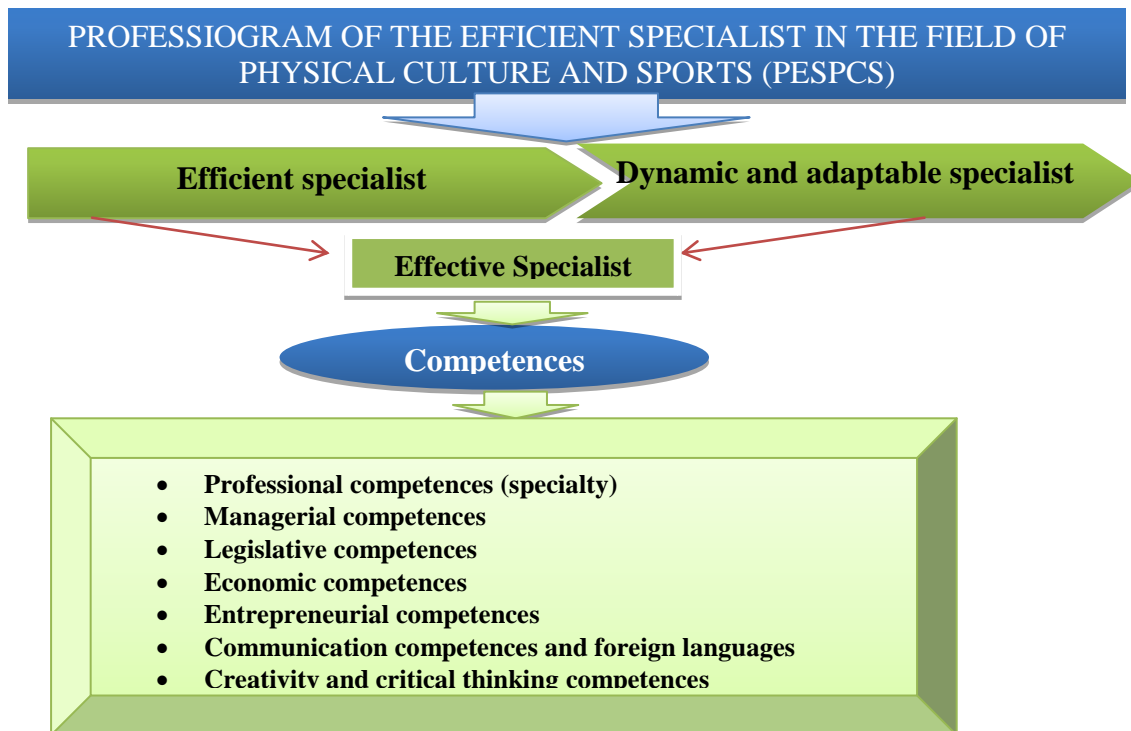 PROFESSIOGRAM OF THE EFFICIENT SPECIALIST IN THE FIELD OF
PHYSICAL CULTURE AND SPORTS (PESPCS)
Efficient specialist
Dynamic and adaptable specialist
Effective Specialist
Competences
• Professional competences (specialty)
• Managerial competences
• Legislative competences
• Economic competences
• Entrepreneurial competences
• Communication competences and foreign languages
• Creativity and critical thinking competences